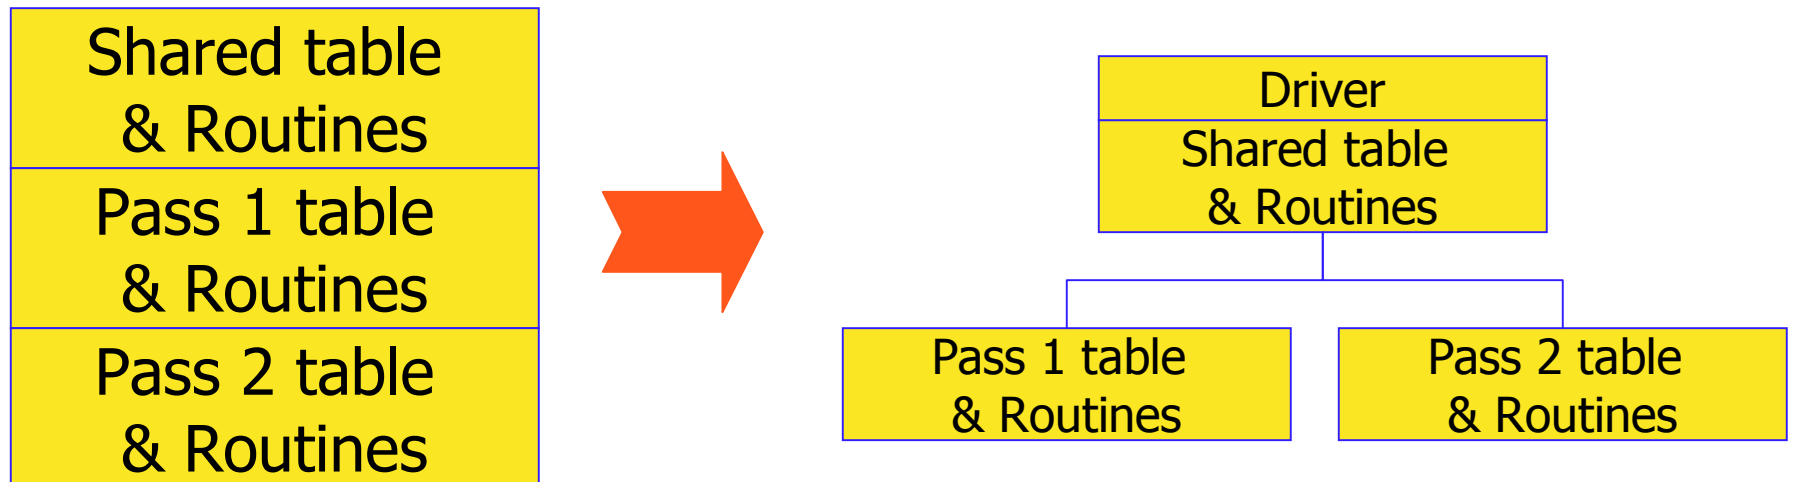 Shared table
& Routines
Pass 1 table
& Routines
Pass 2 table
& Routines
Driver
Shared table
& Routines
Pass 1 table
& Routines
Pass 2 table
& Routines